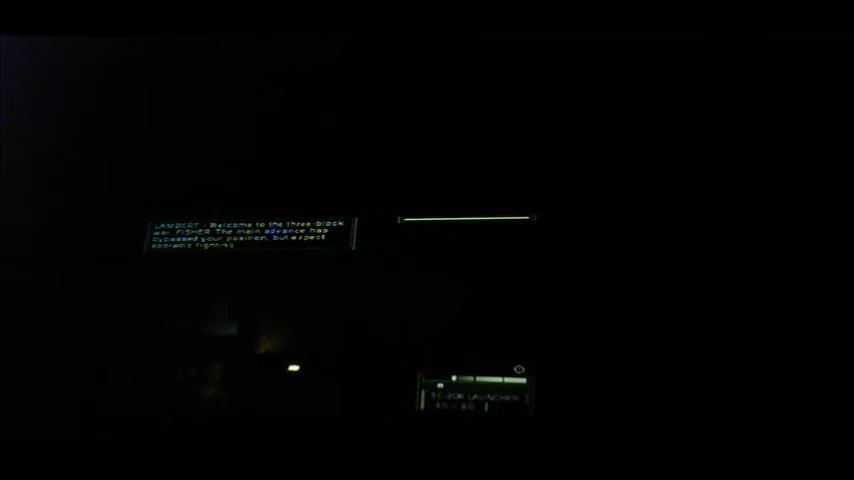 LAMBERT - Welcome to the three-block
war, FISHER. The main advance has
bypassed your position, but expect
sporadic fighting.
SC-20K LAUNCHER